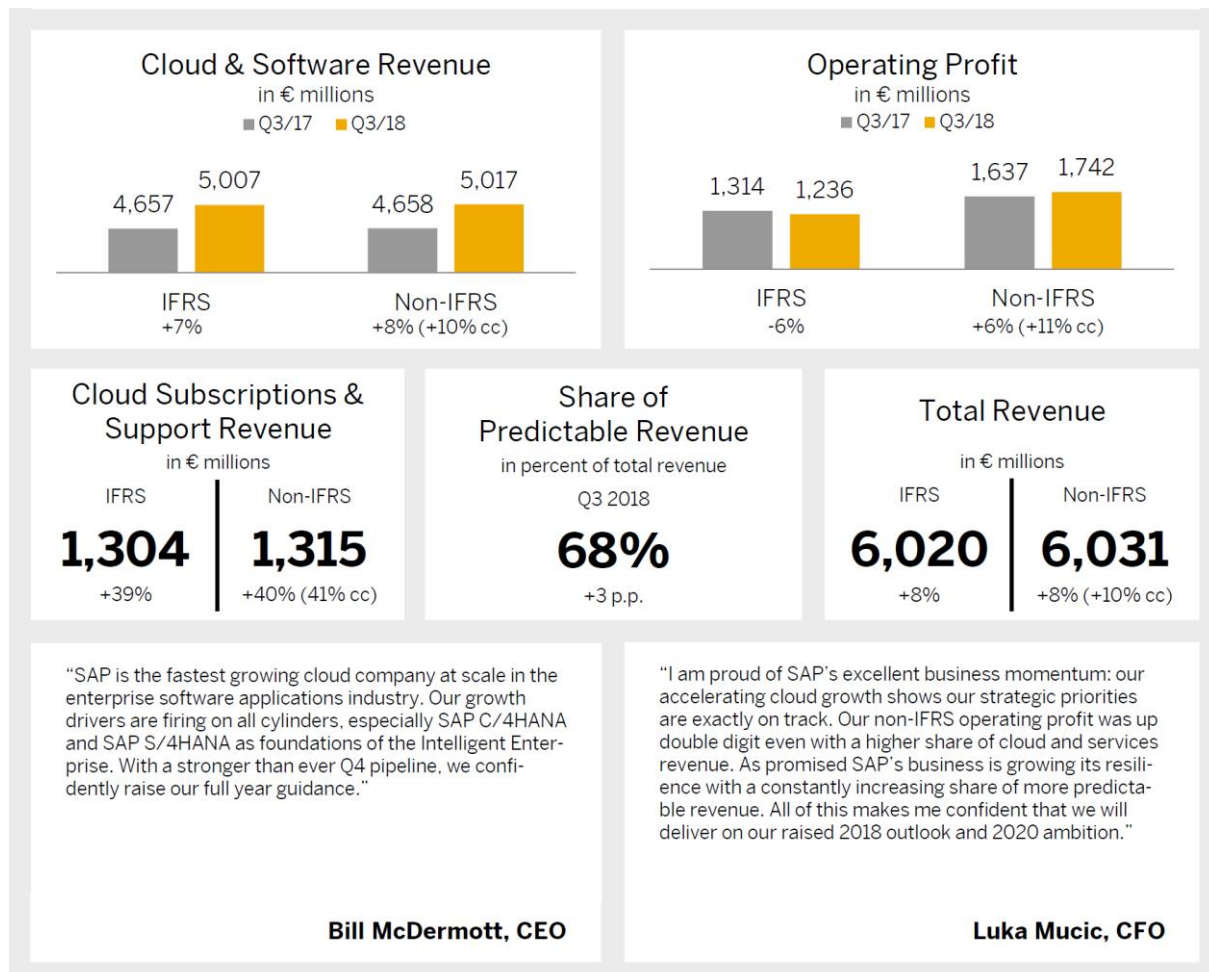 Cloud & Software Revenue
in € millions
Q3/17 Q3/18
4,657 5,007 4,658 5,017
IFRS Non-IFRS
+7% +8% (+10% cc)
Operating Profit
in € millions
Q3/17 Q3/18
1,314 1,236 1,637 1,742
IFRS Non-IFRS
-6% +6% (+11% cc)
Cloud Subscriptions &
Support Revenue
in € millions
IFRS Non-IFRS
1,304 1,315
+39% +40% (41% cc)
Share of
Predictable Revenue
in percent of total revenue
Q3 2018
68%
+3 p.p.
Total Revenue
in € millions
IFRS Non-IFRS
6,020 6,031
+8% +8% (+10% cc)
“SAP is the fastest growing cloud company at scale in the
enterprise software applications industry. Our growth
drivers are firing on all cylinders, especially SAP C/4HANA
and SAP S/4HANA as foundations of the Intelligent Enter-
prise. With a stronger than ever Q4 pipeline, we confi-
dently raise our full year guidance.”
Bill McDermott, CEO
“I am proud of SAP’s excellent business momentum: our
accelerating cloud growth shows our strategic priorities
are exactly on track. Our non-IFRS operating profit was up
double digit even with a higher share of cloud and services
revenue. As promised SAP’s business is growing its resili-
ence with a constantly increasing share of more predicta-
ble revenue. All of this makes me confident that we will
deliver on our raised 2018 outlook and 2020 ambition.”
Luka Mucic, CFO